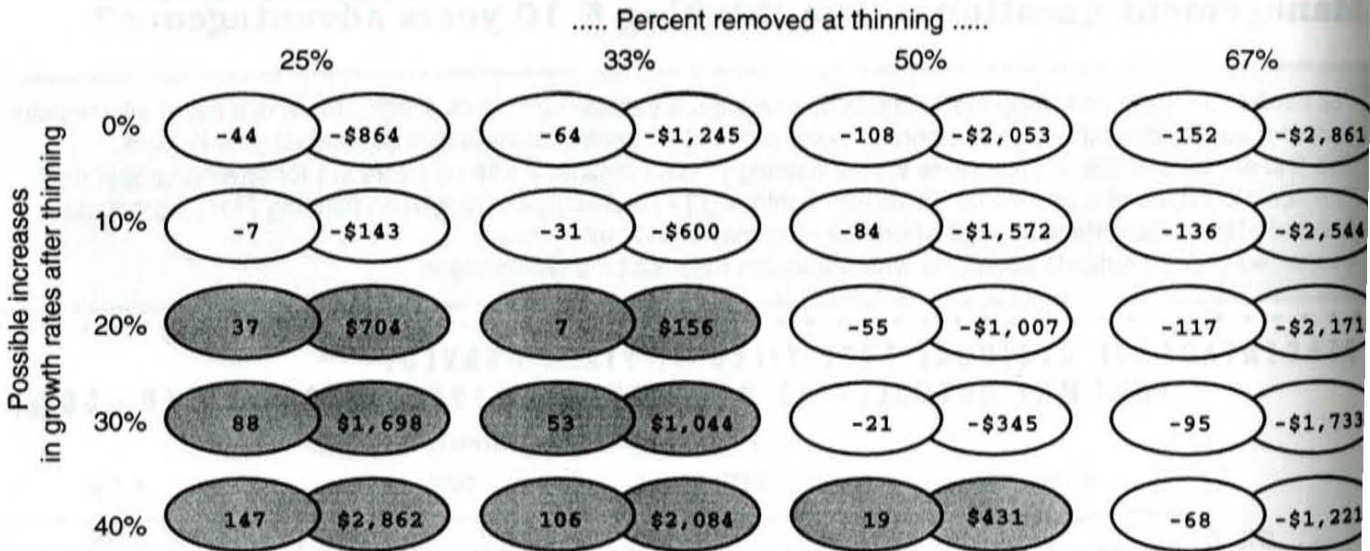 ..... Percent removed at thinning .....
25% 33% 50% 67%
0% -44 -$864 -64 -$1,245 -108 -$2,053 -152 -$2,861
10% -7 -$143 -31 -$600 -84 -$1,572 -136 -$2,544
20% 37 $704 7 $156 -55 -$1,007 -117 -$2,171
30% 88 $1,698 53 $1,044 -21 -$345 -95 -$1,733
40% 147 $2,862 106 $2,084 19 $431 -68 -$1,221
Possible increases
in growth rates after thinning